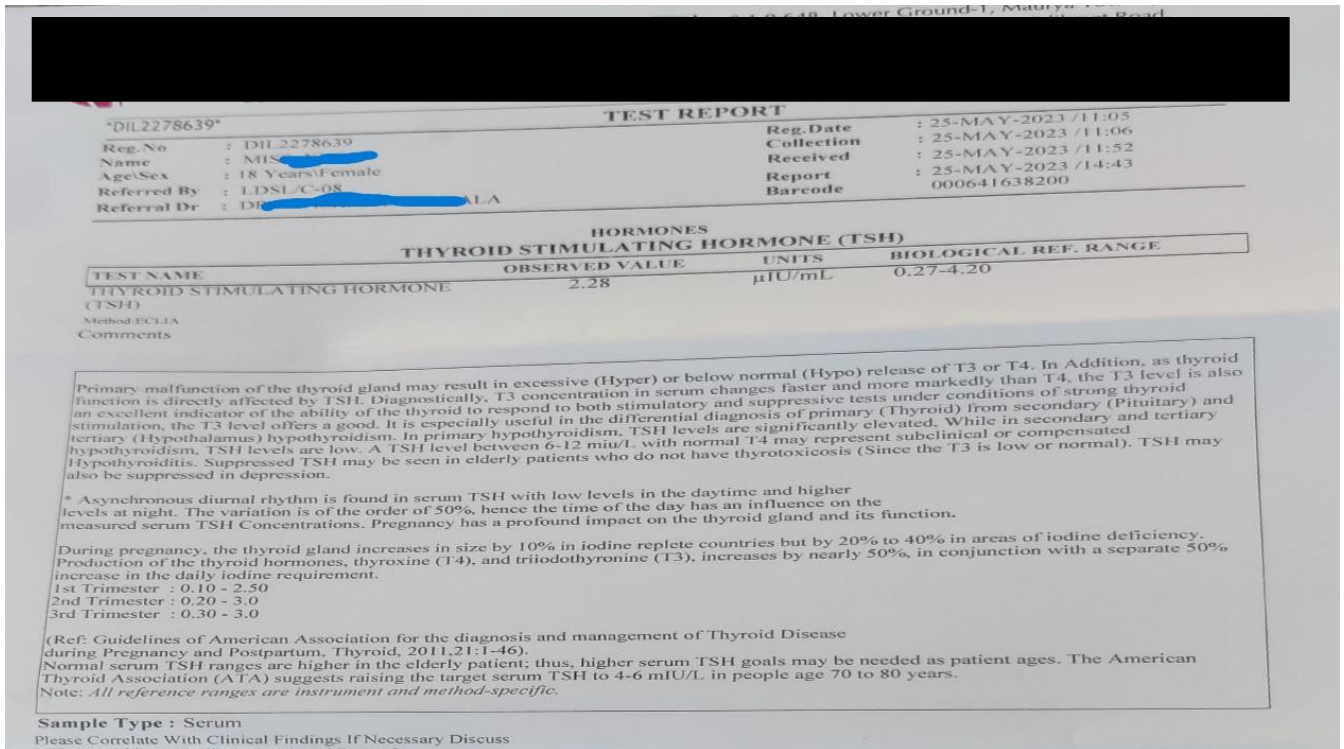 Lower Ground-1,
Road
TEST REPORT
*DIL2278639*
Reg.No : DIL2278639
Name : MIS
Age\Sex : 18 Years\Female
Referred By : LDSL/C-08
Referral Dr : DR ALA
Reg.Date : 25-MAY-2023 /11:05
Collection : 25-MAY-2023 /11:06
Received : 25-MAY-2023 /11:52
Report : 25-MAY-2023 /14:43
Barcode 000641638200
HORMONES
THYROID STIMULATING HORMONE (TSH)
TEST NAME OBSERVED VALUE UNITS BIOLOGICAL REF. RANGE
THYROID STIMULATING HORMONE 2.28 µIU/mL 0.27-4.20
(TSH)
Method:ECLIA
Comments
Primary malfunction of the thyroid gland may result in excessive (Hyper) or below normal (Hypo) release of T3 or T4. In Addition, as thyroid
function is directly affected by TSH. Diagnostically, T3 concentration in serum changes faster and more markedly than T4, the T3 level is also
an excellent indicator of the ability of the thyroid to respond to both stimulatory and suppressive tests under conditions of strong thyroid
stimulation, the T3 level offers a good. It is especially useful in the differential diagnosis of primary (Thyroid) from secondary (Pituitary) and
tertiary (Hypothalamus) hypothyroidism. In primary hypothyroidism, TSH levels are significantly elevated. While in secondary and tertiary
hypothyroidism, TSH levels are low. A TSH level between 6-12 miu/L with normal T4 may represent subclinical or compensated
Hypothyroiditis. Suppressed TSH may be seen in elderly patients who do not have thyrotoxicosis (Since the T3 is low or normal). TSH may
also be suppressed in depression.
* Asynchronous diurnal rhythm is found in serum TSH with low levels in the daytime and higher
levels at night. The variation is of the order of 50%, hence the time of the day has an influence on the
measured serum TSH Concentrations. Pregnancy has a profound impact on the thyroid gland and its function.
During pregnancy, the thyroid gland increases in size by 10% in iodine replete countries but by 20% to 40% in areas of iodine deficiency.
Production of the thyroid hormones, thyroxine (T4), and triiodothyronine (T3), increases by nearly 50%, in conjunction with a separate 50%
increase in the daily iodine requirement.
1st Trimester : 0.10 - 2.50
2nd Trimester : 0.20 - 3.0
3rd Trimester : 0.30 - 3.0
(Ref: Guidelines of American Association for the diagnosis and management of Thyroid Disease
during Pregnancy and Postpartum, Thyroid, 2011,21:1-46).
Normal serum TSH ranges are higher in the elderly patient; thus, higher serum TSH goals may be needed as patient ages. The American
Thyroid Association (ATA) suggests raising the target serum TSH to 4-6 mIU/L in people age 70 to 80 years.
Note: All reference ranges are instrument and method-specific.
Sample Type : Serum
Please Correlate With Clinical Findings If Necessary Discuss